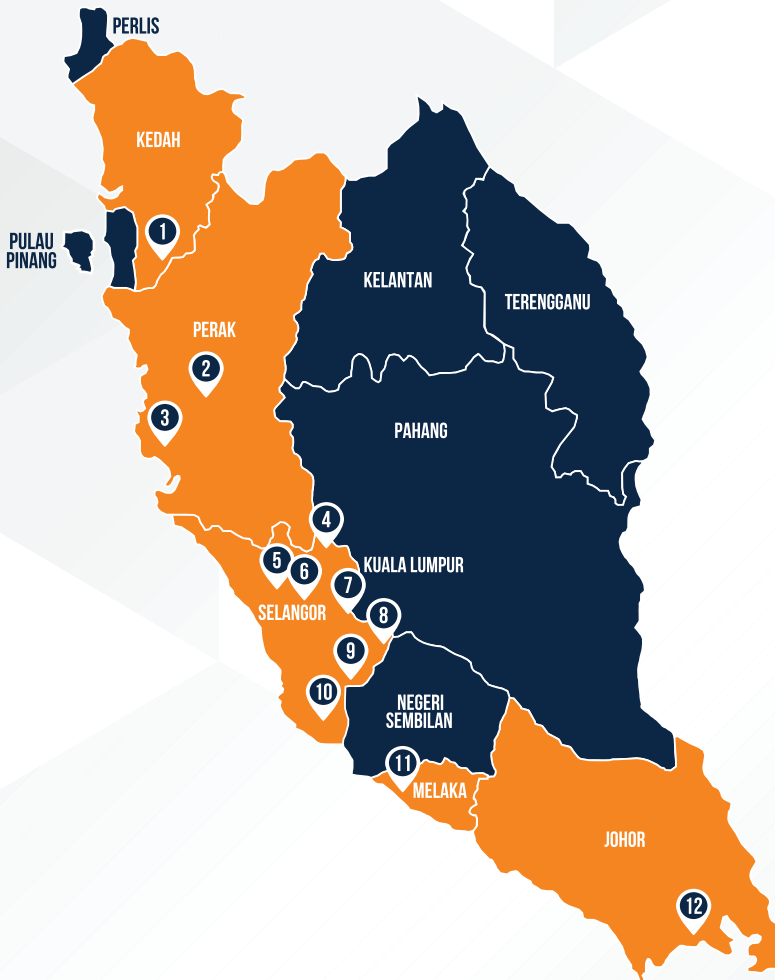 PERLIS
KEDAH
1
PULAU
PINANG
KELANTAN
TERENGGANU
PERAK
2
3
PAHANG
4
5
6
KUALA LUMPUR
7
SELANGOR
8
9
10
NEGERI
SEMBILAN
11
MELAKA
JOHOR
12